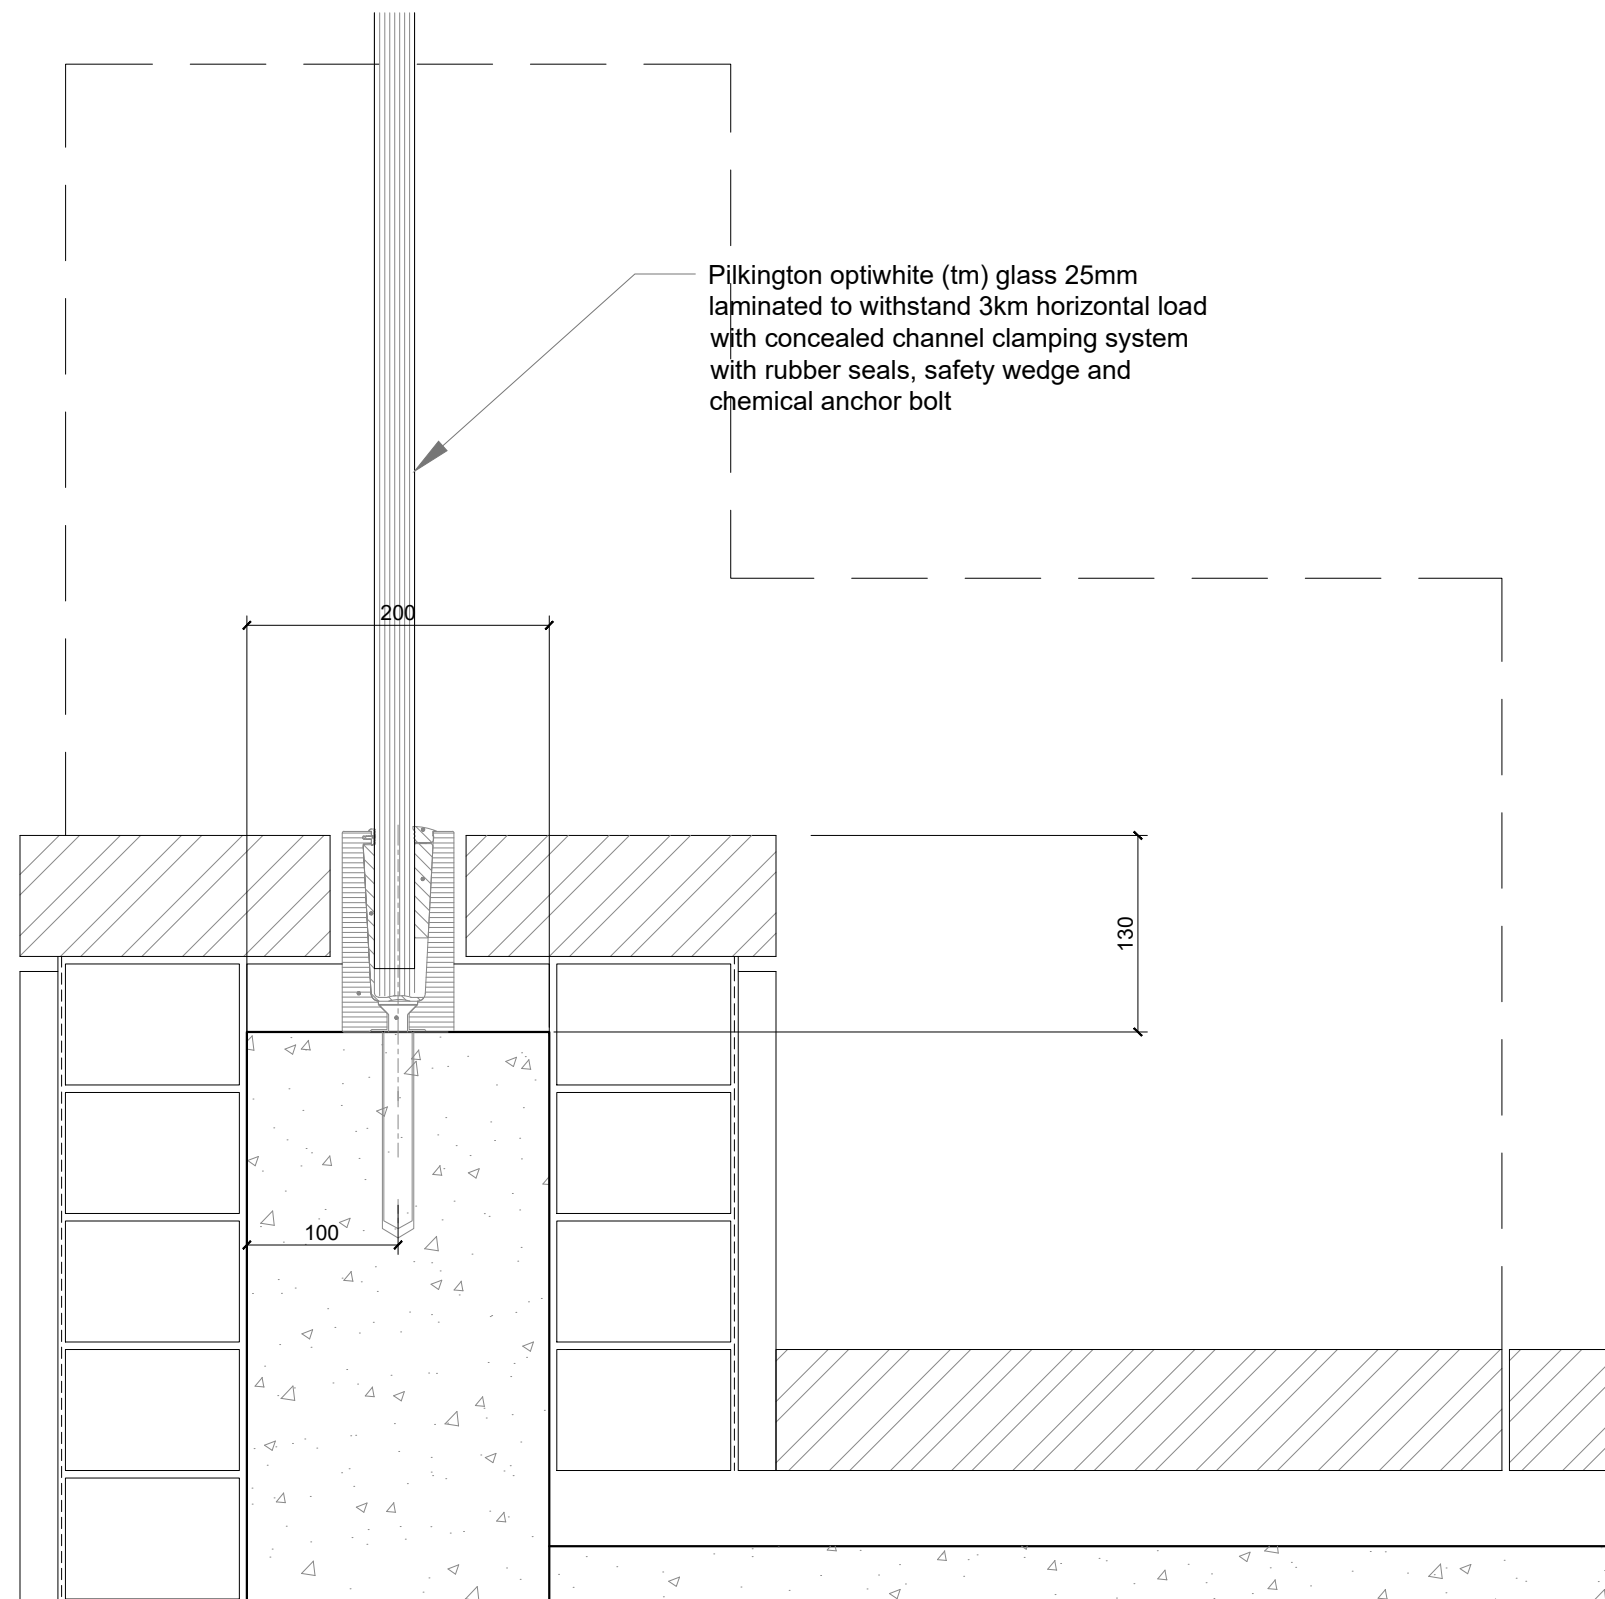 Pilkington optiwhite (tm) glass 25mm
laminated to withstand 3km horizontal load
with concealed channel clamping system
with rubber seals, safety wedge and
chemical anchor bolt
200
130
100